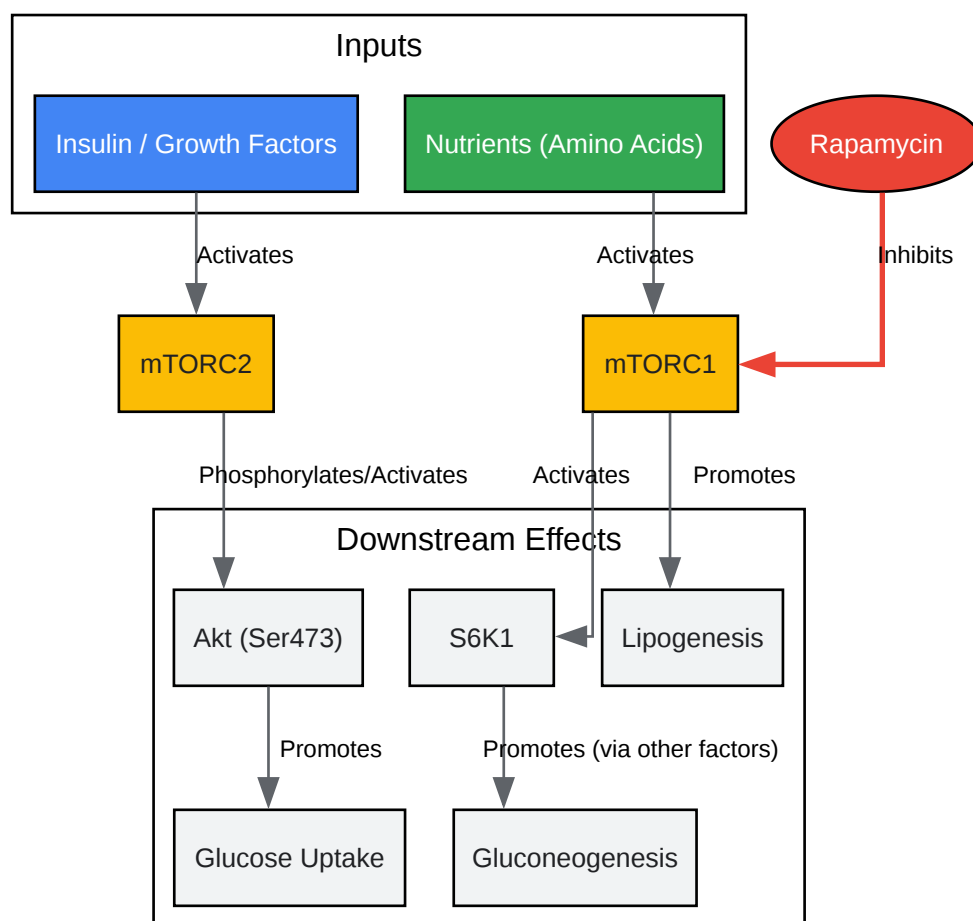 Inputs
Insulin / Growth Factors
Nutrients (Amino Acids)
Rapamycin
Activates
Activates
Inhibits
mTORC2
mTORC1
Phosphorylates/Activates
Activates
Promotes
Downstream Effects
Akt (Ser473)
S6K1
Lipogenesis
Promotes
Promotes (via other factors)
Glucose Uptake
Gluconeogenesis